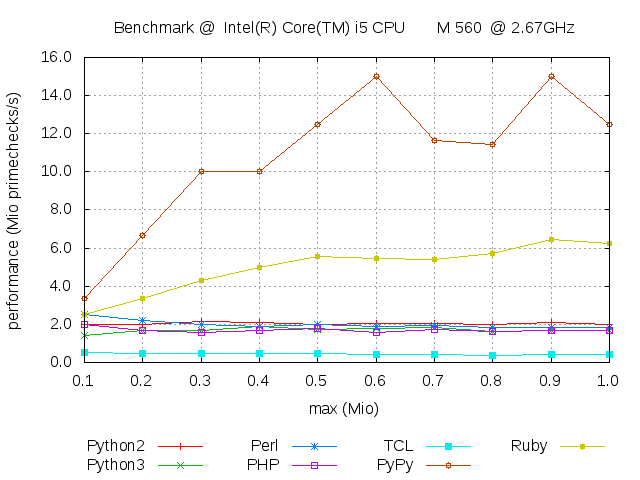 Benchmark @  Intel(R) Core(TM) i5 CPU       M 560  @ 2.67GHz
16.0
14.0
12.0
10.0
8.0
6.0
4.0
2.0
0.0
performance (Mio primechecks/s)
0.1 0.2 0.3 0.4 0.5 0.6 0.7 0.8 0.9 1.0
max (Mio)
Python2 Perl TCL Ruby
Python3 PHP PyPy